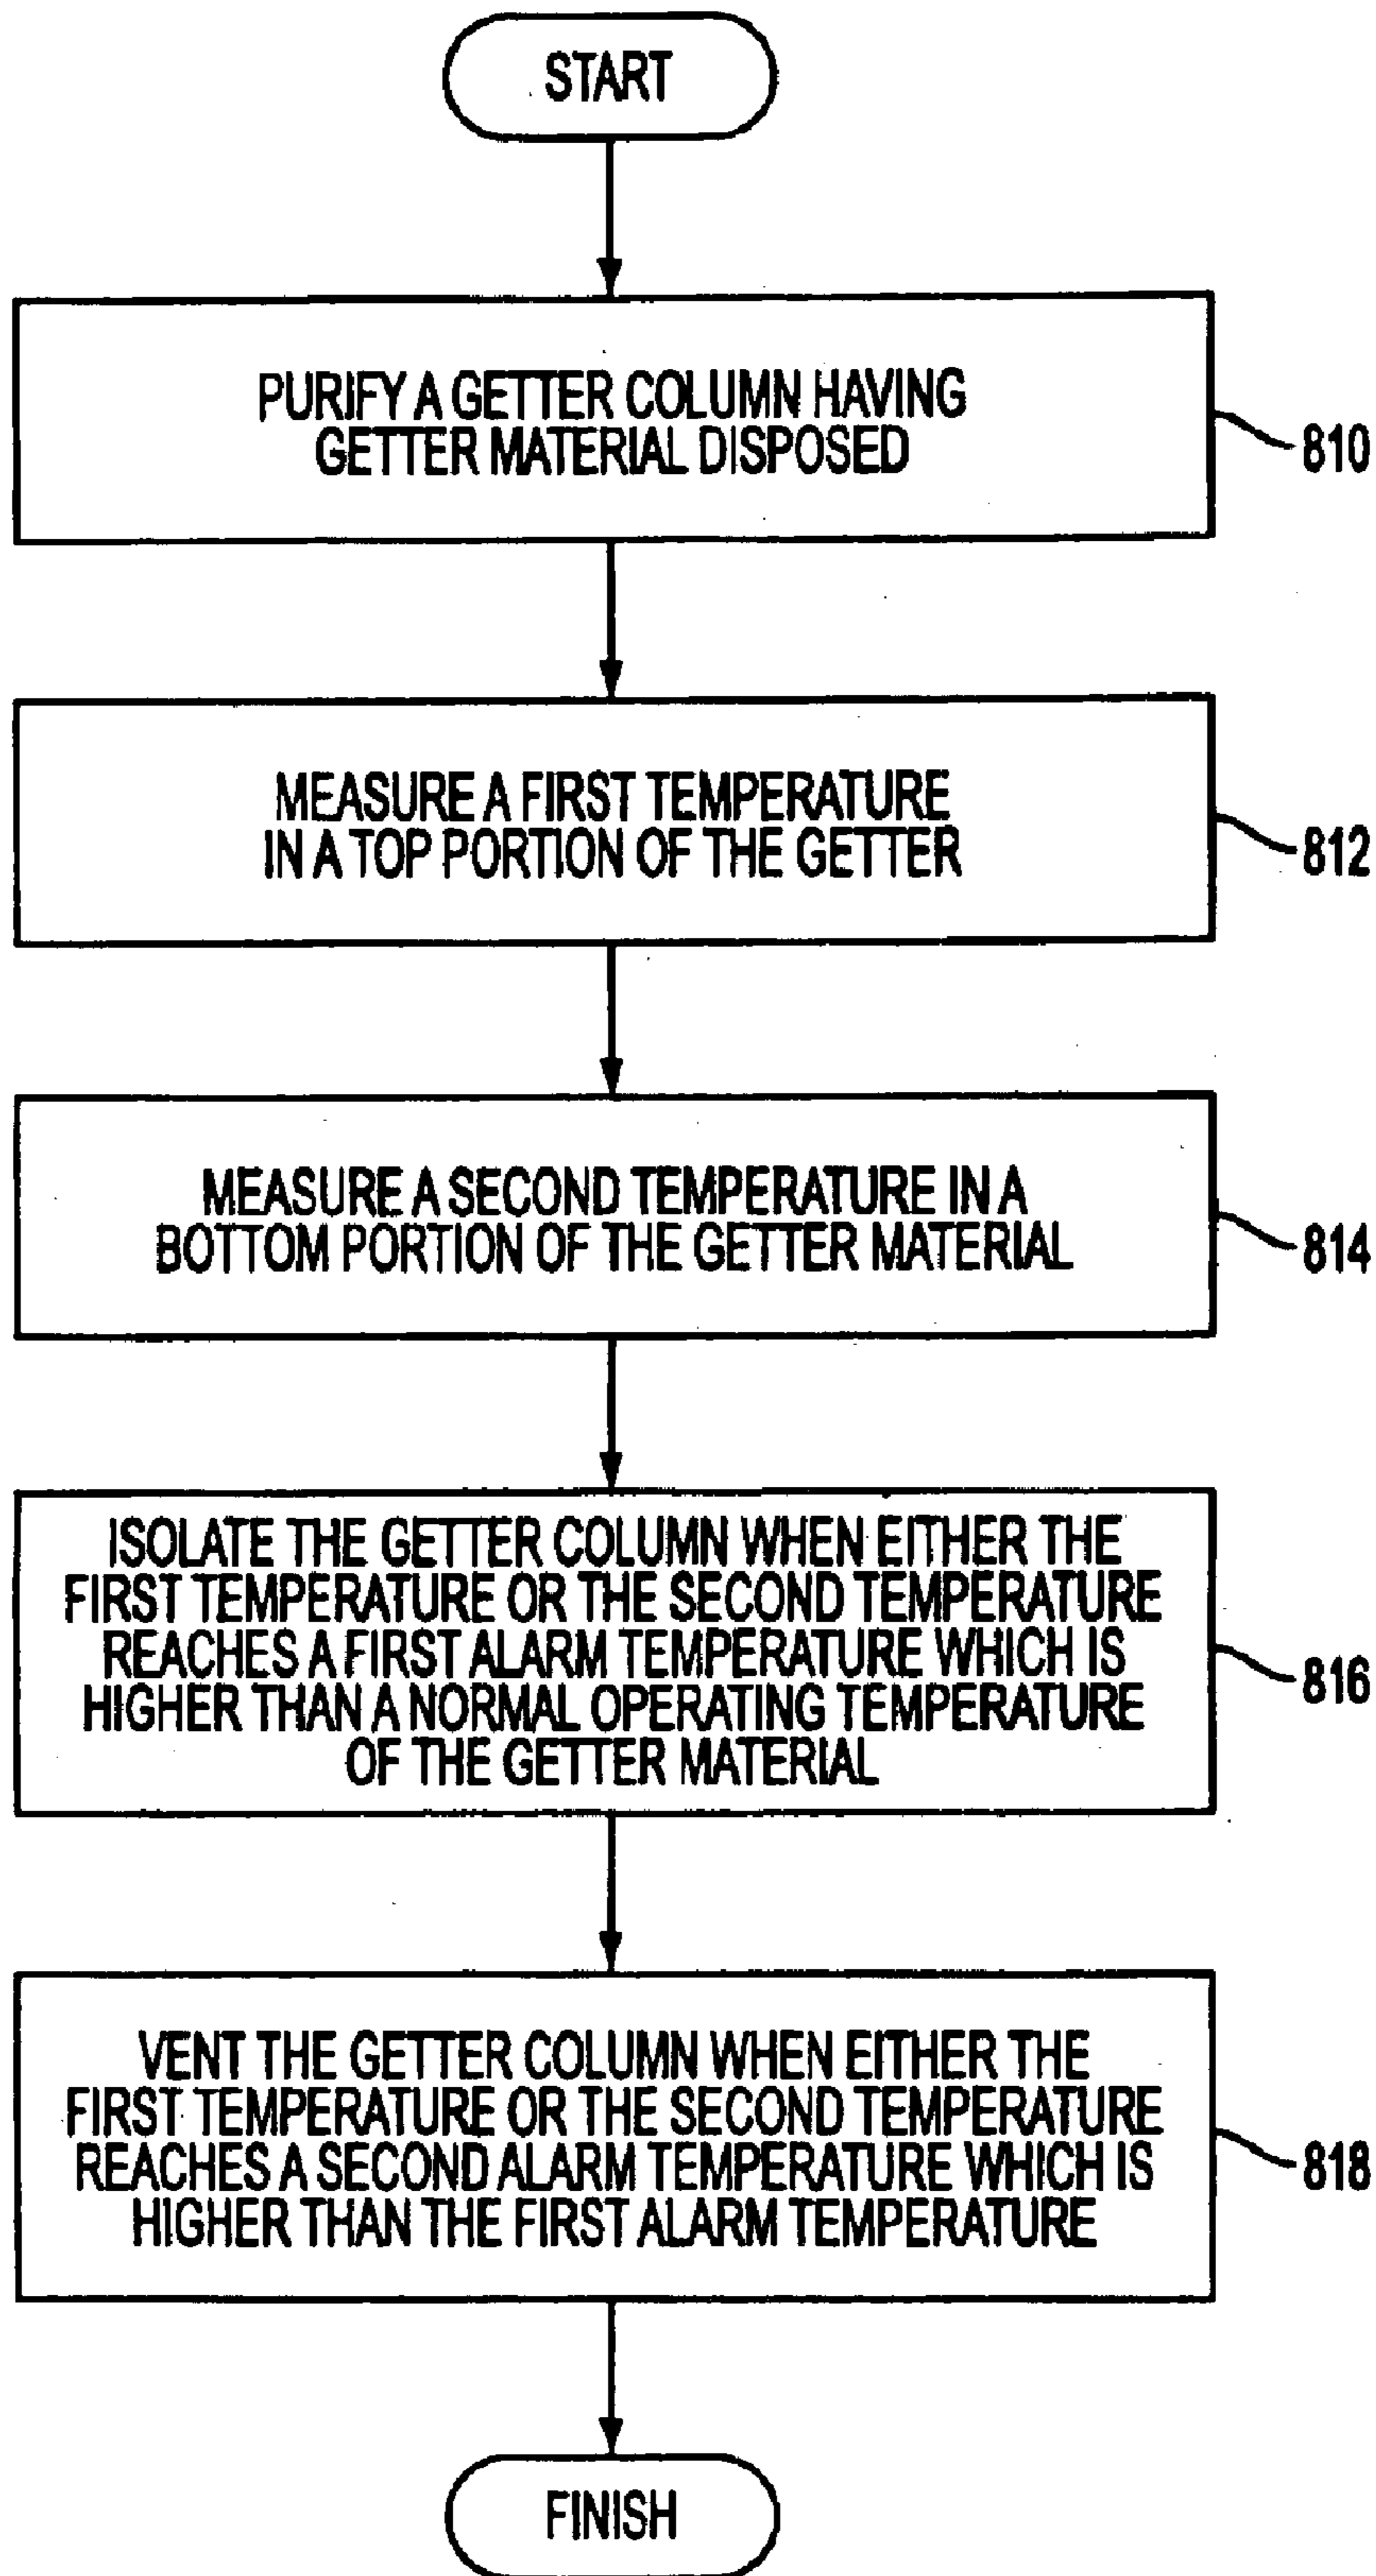 START
PURIFY A GETTER COLUMN HAVING
GETTER MATERIAL DISPOSED
810
MEASURE A FIRST TEMPERATURE
IN A TOP PORTION OF THE GETTER
812
MEASURE A SECOND TEMPERATURE IN A
BOTTOM PORTION OF THE GETTER MATERIAL
814
ISOLATE THE GETTER COLUMN WHEN EITHER THE
FIRST TEMPERATURE OR THE SECOND TEMPERATURE
REACHES A FIRST ALARM TEMPERATURE WHICH IS
HIGHER THAN A NORMAL OPERATING TEMPERATURE
OF THE GETTER MATERIAL
816
VENT THE GETTER COLUMN WHEN EITHER THE
FIRST TEMPERATURE OR THE SECOND TEMPERATURE
REACHES A SECOND ALARM TEMPERATURE WHICH IS
HIGHER THAN THE FIRST ALARM TEMPERATURE
818
FINISH